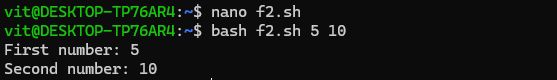 vit@DESKTOP-TP76AR4:~$ nano f2.sh
vit@DESKTOP-TP76AR4:~$ bash f2.sh 5 10
First number: 5
Second number: 10